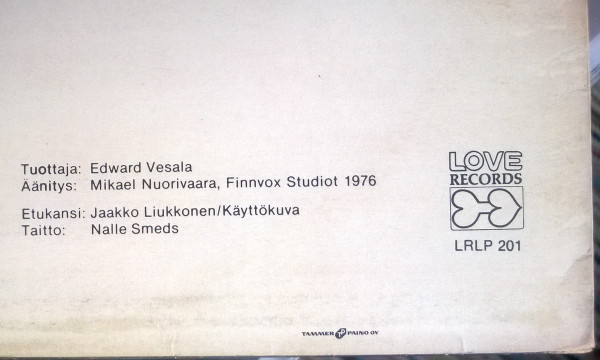 Tuottaja: Edward Vesala
Äänitys: Mikael Nuorivaara, Finnvox Studiot 1976
Etukansi: Jaakko Liukkonen/Käyttökuva
Taitto: Nalle Smeds
LOVE
RECORDS
LRLP 201
TAMMER PAINO OY